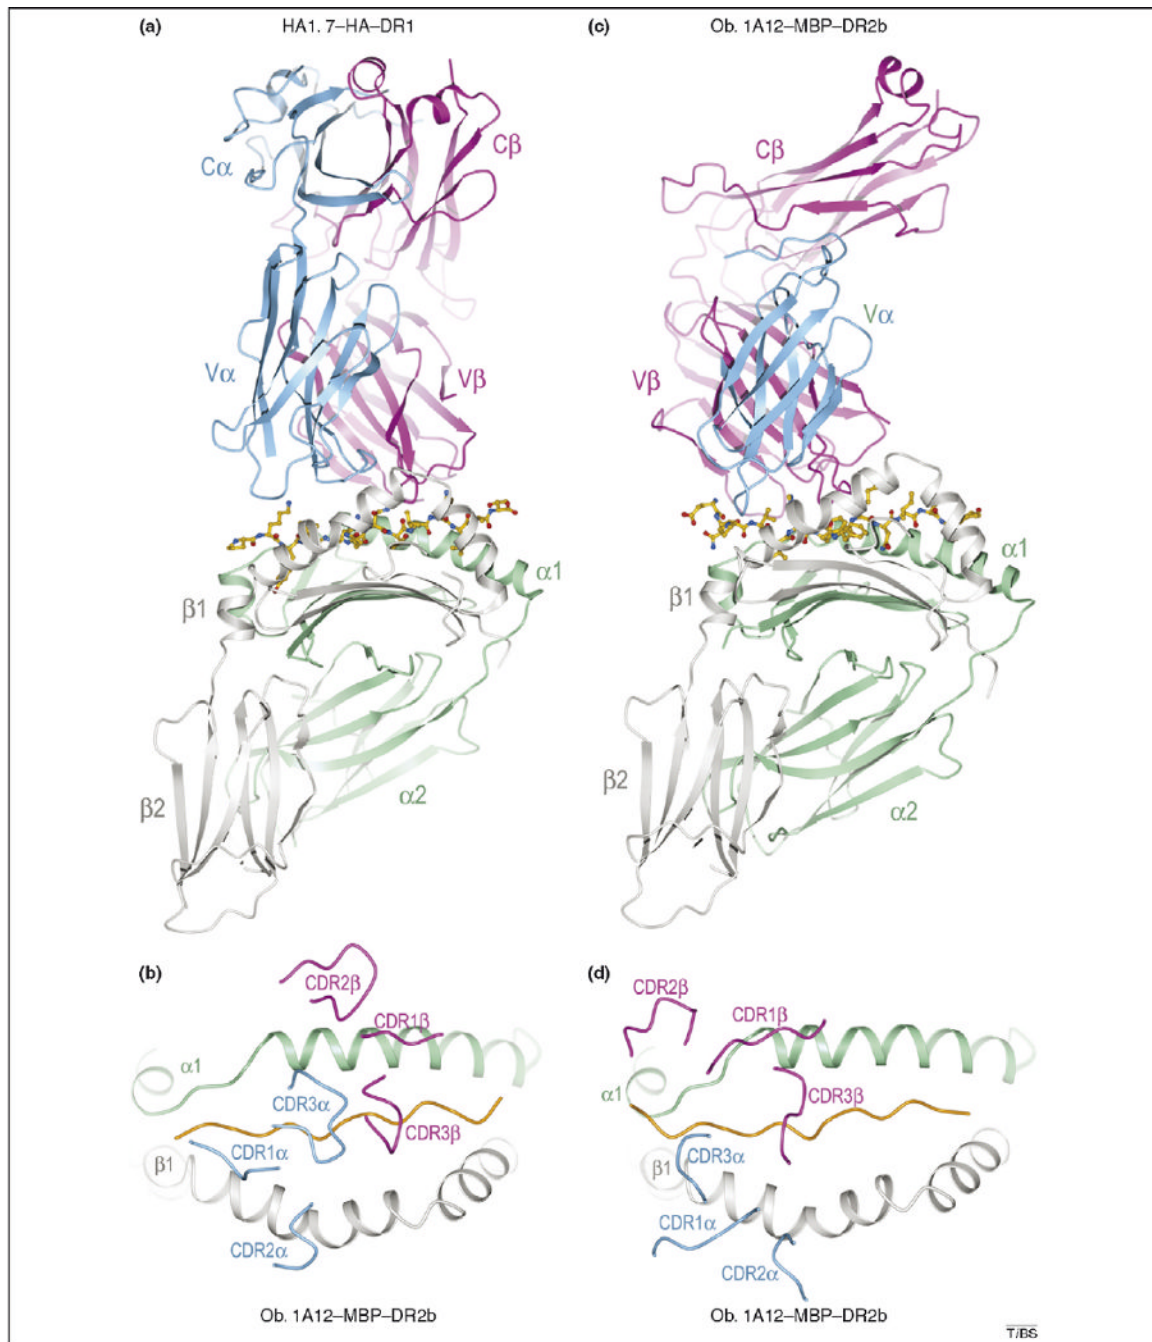 (a) HA1. 7–HA–DR1
Cα
Cβ
Vα
Vβ
β1
α1
β2
α2
(c) Ob. 1A12–MBP–DR2b
Cβ
Vα
Vβ
β1
α1
β2
α2
(b)
CDR2β
CDR1β
α1
CDR3α
CDR3β
CDR1α
β1
CDR2α
Ob. 1A12–MBP–DR2b
(d)
CDR2β
CDR1β
α1
CDR3β
CDR3α
β1
CDR1α
CDR2α
Ob. 1A12–MBP–DR2b
TiBS